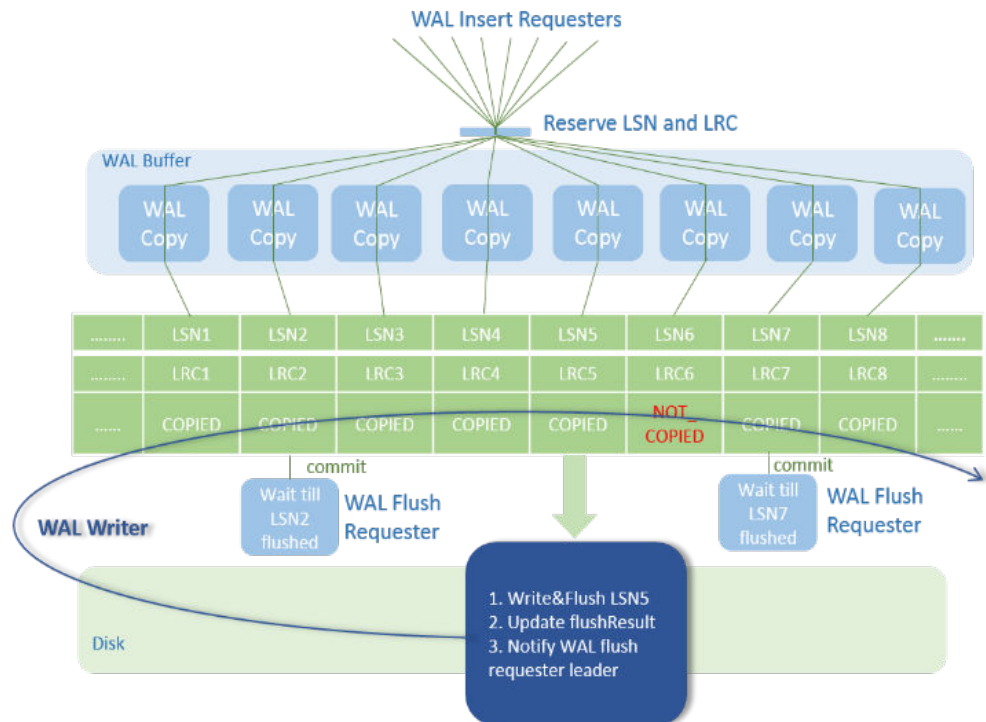 WAL Insert Requesters
Reserve LSN and LRC
WAL Buffer
WAL Copy
WAL Copy
WAL Copy
WAL Copy
WAL Copy
WAL Copy
WAL Copy
WAL Copy
........ LSN1 LSN2 LSN3 LSN4 LSN5 LSN6 LSN7 LSN8 .......
........ LRC1 LRC2 LRC3 LRC4 LRC5 LRC6 LRC7 LRC8 ........
...... COPIED COPIED COPIED COPIED COPIED NOT_COPIED COPIED COPIED ......
commit
Wait till
LSN2
flushed
WAL Flush
Requester
commit
Wait till
LSN7
flushed
WAL Flush
Requester
WAL Writer
1. Write&Flush LSN5
2. Update flushResult
3. Notify WAL flush
requester leader
Disk